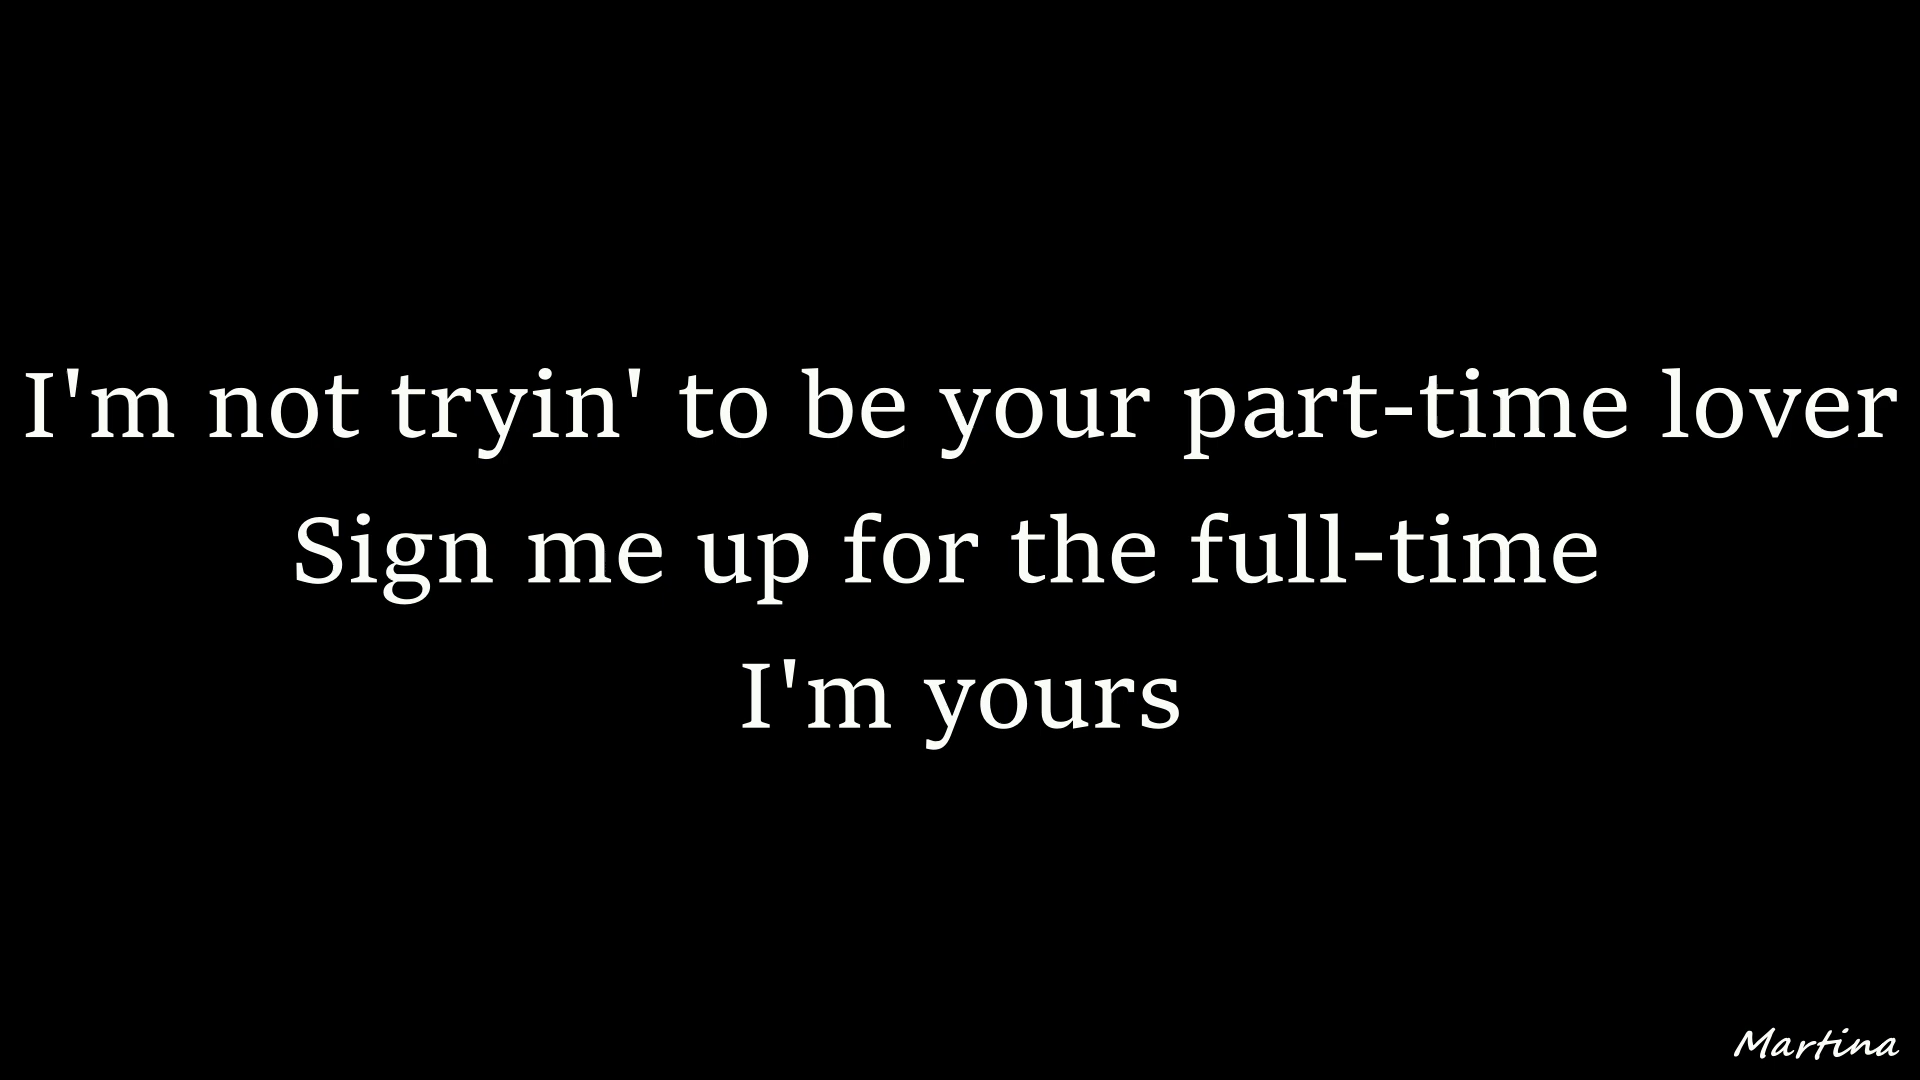 I'm not tryin' to be your part-time lover
Sign me up for the full-time
I'm yours
Martina